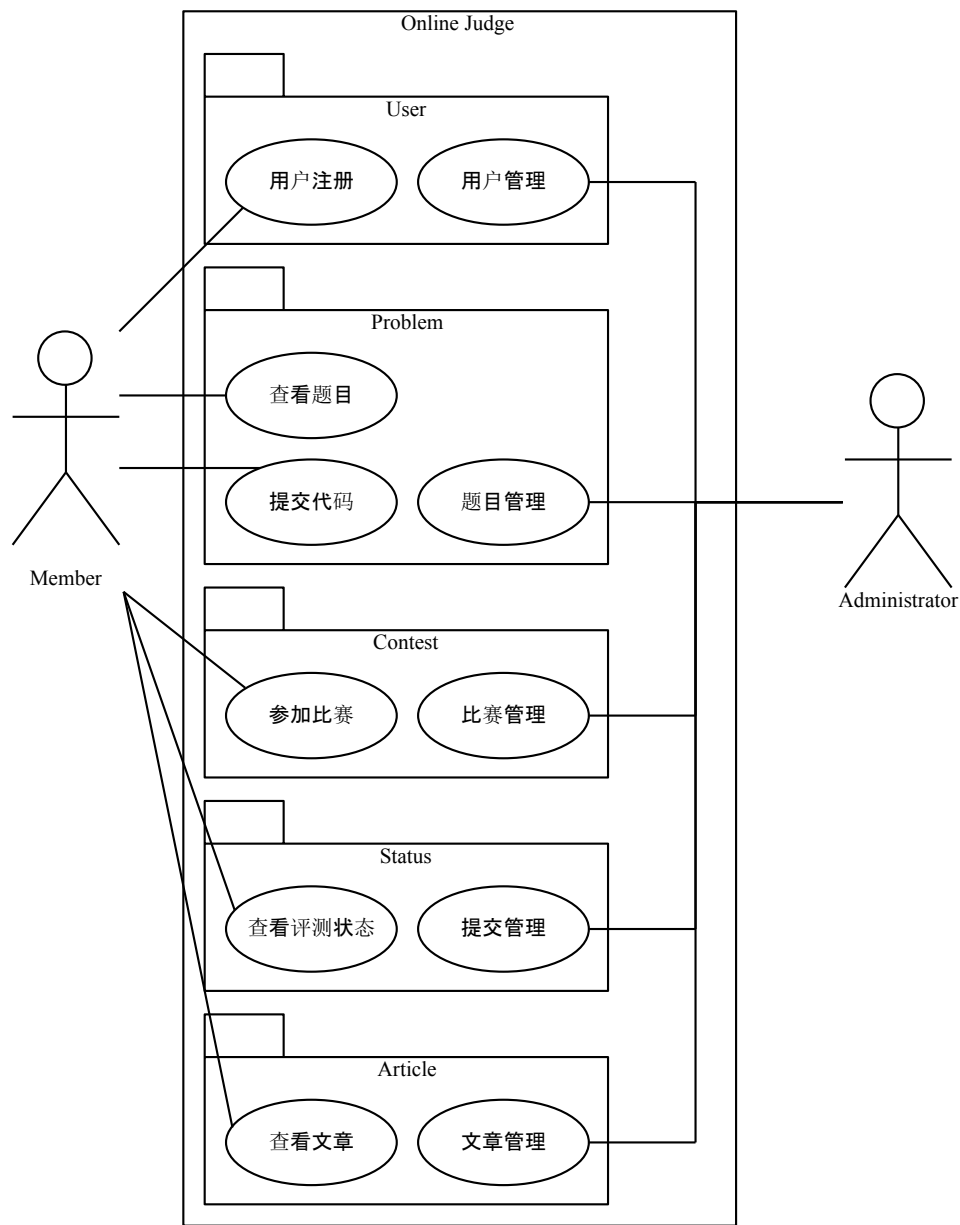 Online Judge
User
用户注册
用户管理
Problem
查看题目
提交代码
题目管理
Member
Administrator
Contest
参加比赛
比赛管理
Status
查看评测状态
提交管理
Article
查看文章
文章管理